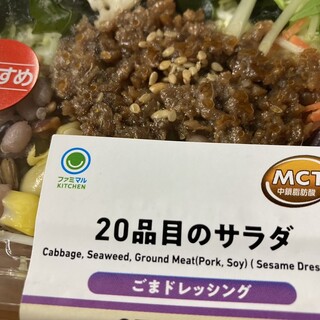 すめ
ファミマル
KITCHEN
MCT
中鎖脂肪酸
20品目のサラダ
Cabbage, Seaweed, Ground Meat(Pork, Soy) ( Sesame Dres
ごまドレッシング